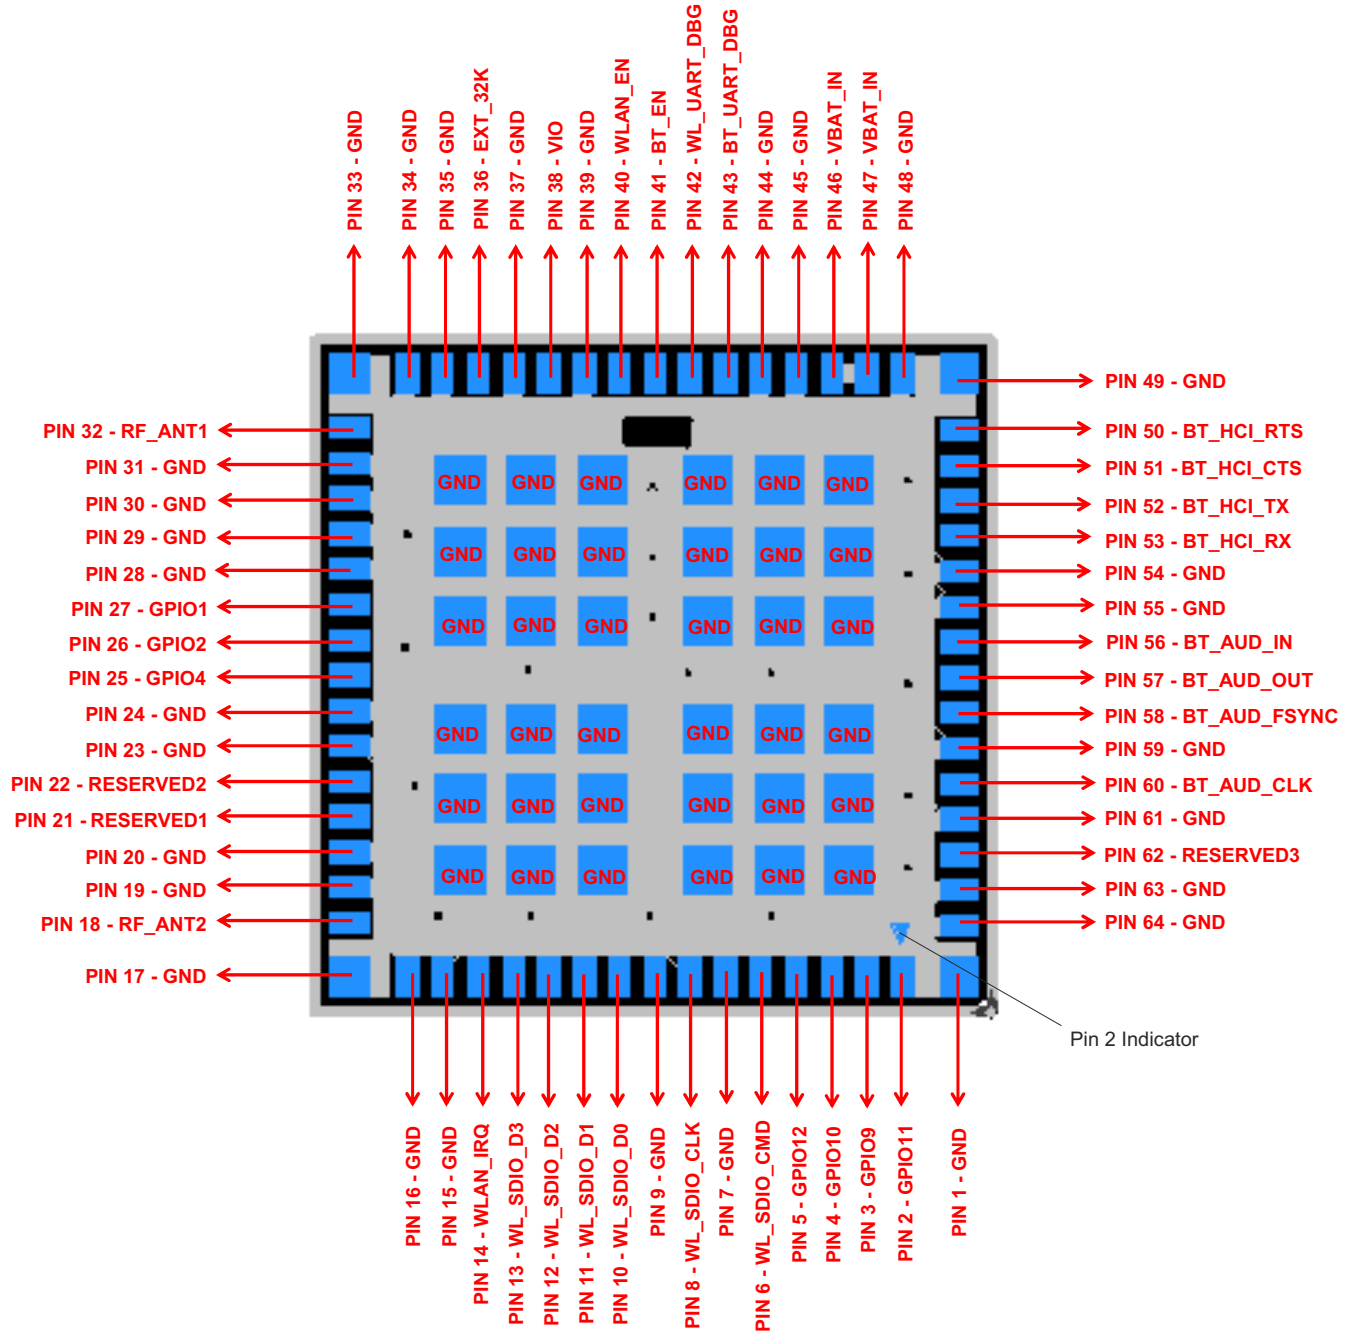 PIN 33 - GND
PIN 34 - GND
PIN 35 - GND
PIN 36 - EXT_32K
PIN 37 - GND
PIN 38 - VIO
PIN 39 - GND
PIN 40 - WLAN_EN
PIN 41 - BT_EN
PIN 42 - WL_UART_DBG
PIN 43 - BT_UART_DBG
PIN 44 - GND
PIN 45 - GND
PIN 46 - VBAT_IN
PIN 47 - VBAT_IN
PIN 48 - GND
PIN 32 - RF_ANT1
PIN 31 - GND
PIN 30 - GND
PIN 29 - GND
PIN 28 - GND
PIN 27 - GPIO1
PIN 26 - GPIO2
PIN 25 - GPIO4
PIN 24 - GND
PIN 23 - GND
PIN 22 - RESERVED2
PIN 21 - RESERVED1
PIN 20 - GND
PIN 19 - GND
PIN 18 - RF_ANT2
PIN 17 - GND
GND GND GND GND GND GND
GND GND GND GND GND GND
GND GND GND GND GND GND
GND GND GND GND GND GND
GND GND GND GND GND GND
GND GND GND GND GND GND
PIN 49 - GND
PIN 50 - BT_HCI_RTS
PIN 51 - BT_HCI_CTS
PIN 52 - BT_HCI_TX
PIN 53 - BT_HCI_RX
PIN 54 - GND
PIN 55 - GND
PIN 56 - BT_AUD_IN
PIN 57 - BT_AUD_OUT
PIN 58 - BT_AUD_FSYNC
PIN 59 - GND
PIN 60 - BT_AUD_CLK
PIN 61 - GND
PIN 62 - RESERVED3
PIN 63 - GND
PIN 64 - GND
Pin 2 Indicator
PIN 16 - GND
PIN 15 - GND
PIN 14 - WLAN_IRQ
PIN 13 - WL_SDIO_D3
PIN 12 - WL_SDIO_D2
PIN 11 - WL_SDIO_D1
PIN 10 - WL_SDIO_D0
PIN 9 - GND
PIN 8 - WL_SDIO_CLK
PIN 7 - GND
PIN 6 - WL_SDIO_CMD
PIN 5 - GPIO12
PIN 4 - GPIO10
PIN 3 - GPIO9
PIN 2 - GPIO11
PIN 1 - GND